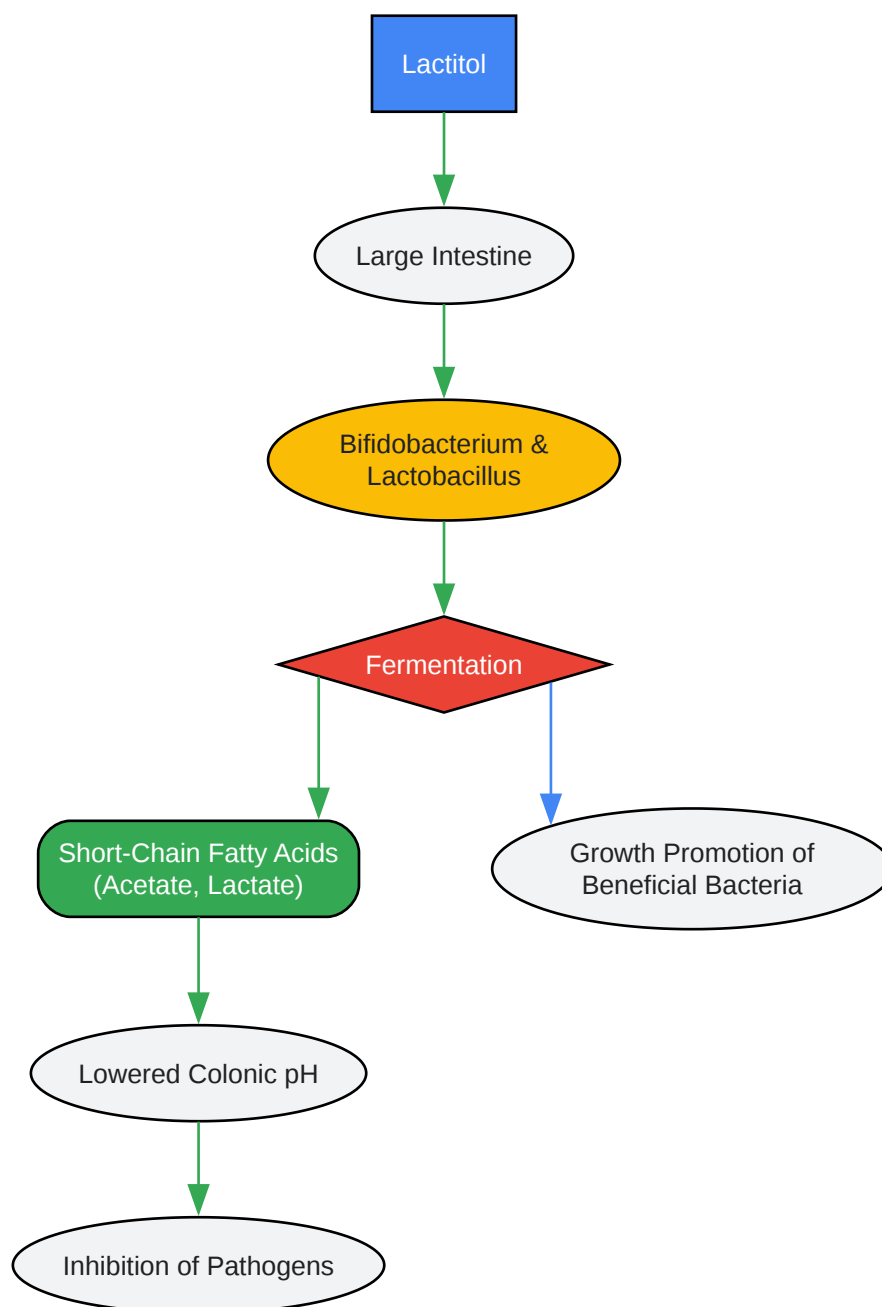 Lactitol
Large Intestine
Bifidobacterium &
Lactobacillus
Fermentation
Short-Chain Fatty Acids
(Acetate, Lactate)
Growth Promotion of
Beneficial Bacteria
Lowered Colonic pH
Inhibition of Pathogens